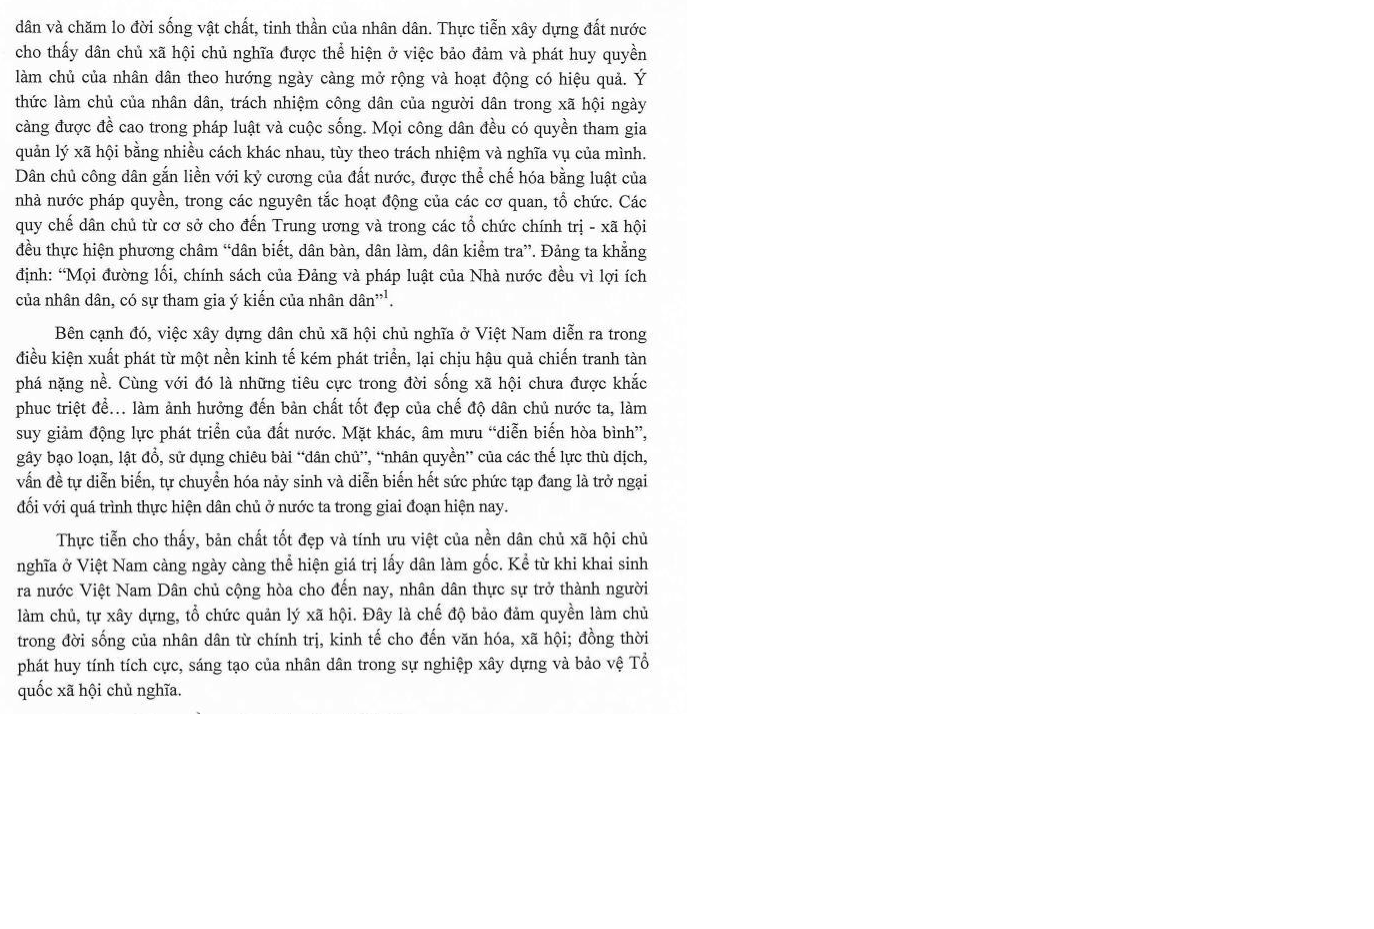 dân và chăm lo đời sống vật chất, tinh thần của nhân dân. Thực tiễn xây dựng đất nước
cho thấy dân chủ xã hội chủ nghĩa được thể hiện ở việc bảo đảm và phát huy quyền
làm chủ của nhân dân theo hướng ngày càng mở rộng và hoạt động có hiệu quả. Ý
thức làm chủ của nhân dân, trách nhiệm công dân của người dân trong xã hội ngày
càng được đề cao trong pháp luật và cuộc sống. Mọi công dân đều có quyền tham gia
quản lý xã hội bằng nhiều cách khác nhau, tùy theo trách nhiệm và nghĩa vụ của mình.
Dân chủ công dân gắn liền với kỷ cương của đất nước, được thể chế hóa bằng luật của
nhà nước pháp quyền, trong các nguyên tắc hoạt động của các cơ quan, tổ chức. Các
quy chế dân chủ từ cơ sở cho đến Trung ương và trong các tổ chức chính trị - xã hội
đều thực hiện phương châm “dân biết, dân bàn, dân làm, dân kiểm tra”. Đảng ta khẳng
định: “Mọi đường lối, chính sách của Đảng và pháp luật của Nhà nước đều vì lợi ích
của nhân dân, có sự tham gia ý kiến của nhân dân”1.
Bên cạnh đó, việc xây dựng dân chủ xã hội chủ nghĩa ở Việt Nam diễn ra trong
điều kiện xuất phát từ một nền kinh tế kém phát triển, lại chịu hậu quả chiến tranh tàn
phá nặng nề. Cùng với đó là những tiêu cực trong đời sống xã hội chưa được khắc
phuc triệt để… làm ảnh hưởng đến bản chất tốt đẹp của chế độ dân chủ nước ta, làm
suy giảm động lực phát triển của đất nước. Mặt khác, âm mưu “diễn biến hòa bình”,
gây bạo loạn, lật đổ, sử dụng chiêu bài “dân chủ”, “nhân quyền” của các thế lực thù địch,
vấn đề tự diễn biến, tự chuyển hóa nảy sinh và diễn biến hết sức phức tạp đang là trở ngại
đối với quá trình thực hiện dân chủ ở nước ta trong giai đoạn hiện nay.
Thực tiễn cho thấy, bản chất tốt đẹp và tính ưu việt của nền dân chủ xã hội chủ
nghĩa ở Việt Nam càng ngày càng thể hiện giá trị lấy dân làm gốc. Kể từ khi khai sinh
ra nước Việt Nam Dân chủ cộng hòa cho đến nay, nhân dân thực sự trở thành người
làm chủ, tự xây dựng, tổ chức quản lý xã hội. Đây là chế độ bảo đảm quyền làm chủ
trong đời sống của nhân dân từ chính trị, kinh tế cho đến văn hóa, xã hội; đồng thời
phát huy tính tích cực, sáng tạo của nhân dân trong sự nghiệp xây dựng và bảo vệ Tổ
quốc xã hội chủ nghĩa.